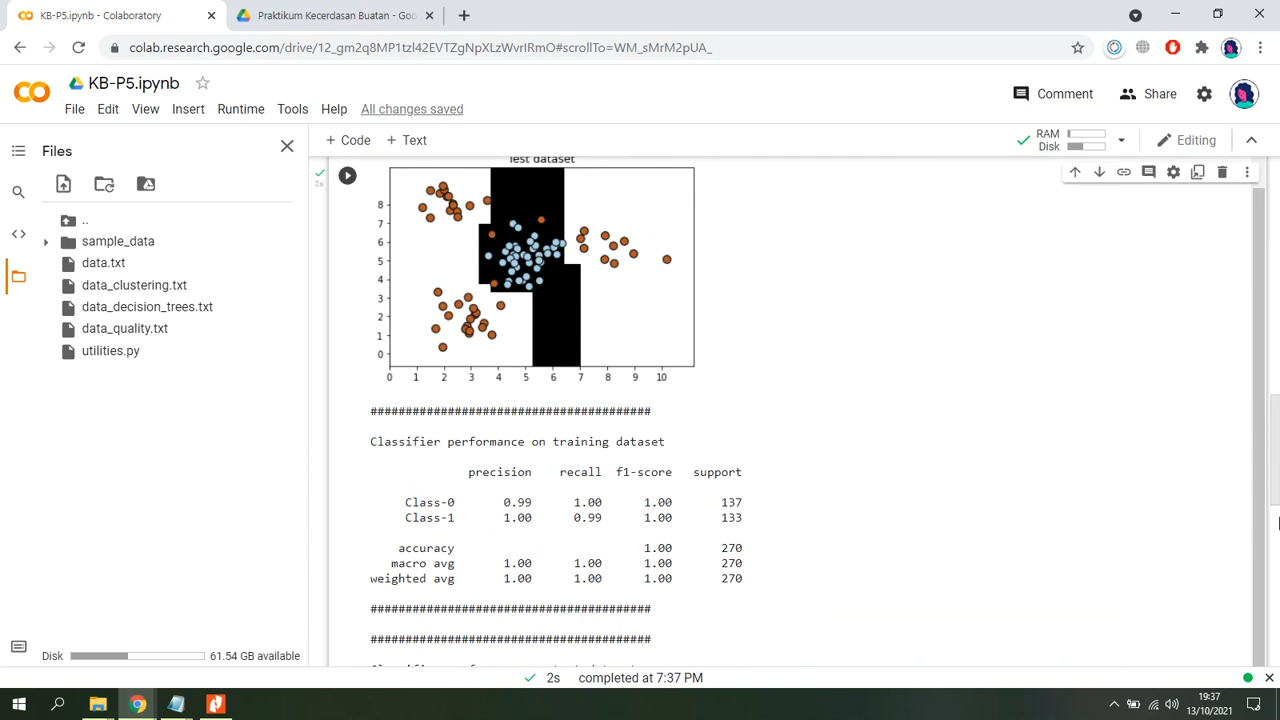 KB-P5.ipynb - Colaboratory
Praktikum Kecerdasan Buatan - Goo
colab.research.google.com/drive/12_gm2q8MP1tzl42EVTZgNpXLzWvrlRmO#scrollTo=WM_sMrM2pUA_
KB-P5.ipynb
Comment
Share
File Edit View Insert Runtime Tools Help All changes saved
Files
+ Code + Text
RAM
Disk
Editing
..
sample_data
data.txt
data_clustering.txt
data_decision_trees.txt
data_quality.txt
utilities.py
2s
Test dataset
8
7
6
5
4
3
2
1
0
0 1 2 3 4 5 6 7 8 9 10
########################################
Classifier performance on training dataset
precision recall f1-score support
Class-0 0.99 1.00 1.00 137
Class-1 1.00 0.99 1.00 133
accuracy 1.00 270
macro avg 1.00 1.00 1.00 270
weighted avg 1.00 1.00 1.00 270
########################################
########################################
Disk 61.54 GB available
2s completed at 7:37 PM
19:37
13/10/2021